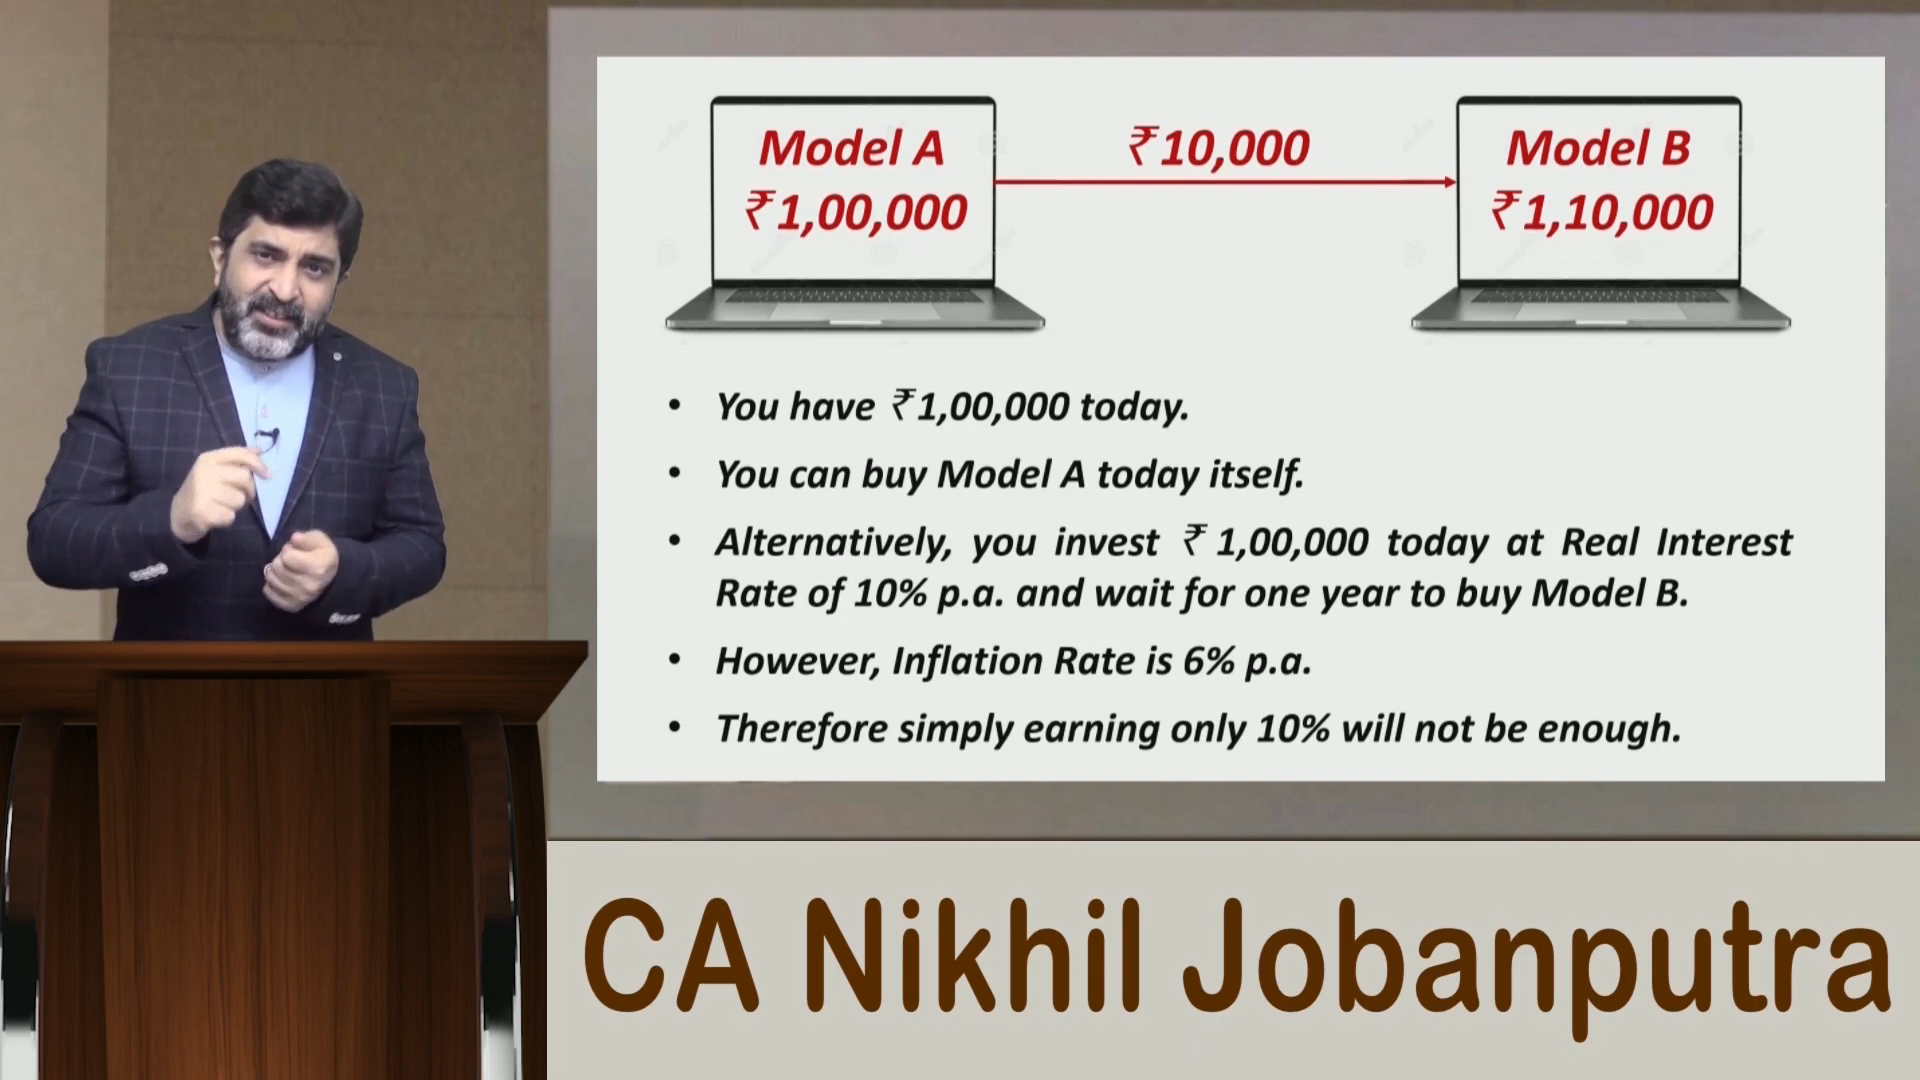 Model A
₹1,00,000
₹10,000
Model B
₹1,10,000
• You have ₹1,00,000 today.
• You can buy Model A today itself.
• Alternatively, you invest ₹ 1,00,000 today at Real Interest
Rate of 10% p.a. and wait for one year to buy Model B.
• However, Inflation Rate is 6% p.a.
• Therefore simply earning only 10% will not be enough.
CA Nikhil Jobanputra